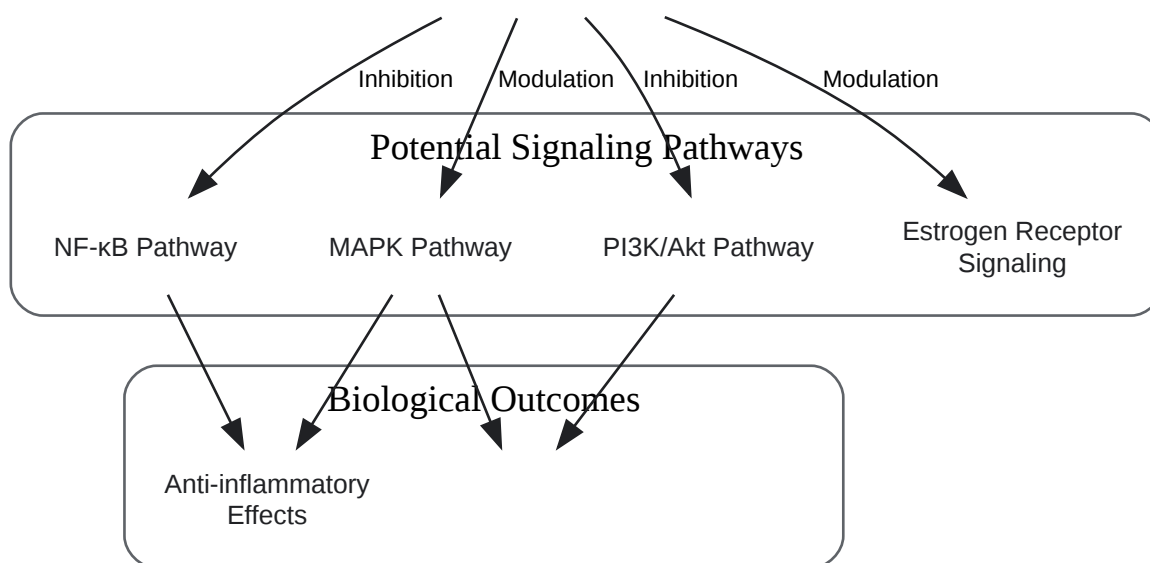 Inhibition
Modulation
Inhibition
Modulation
Potential Signaling Pathways
NF-κB Pathway
MAPK Pathway
PI3K/Akt Pathway
Estrogen Receptor
Signaling
Biological Outcomes
Anti-inflammatory
Effects